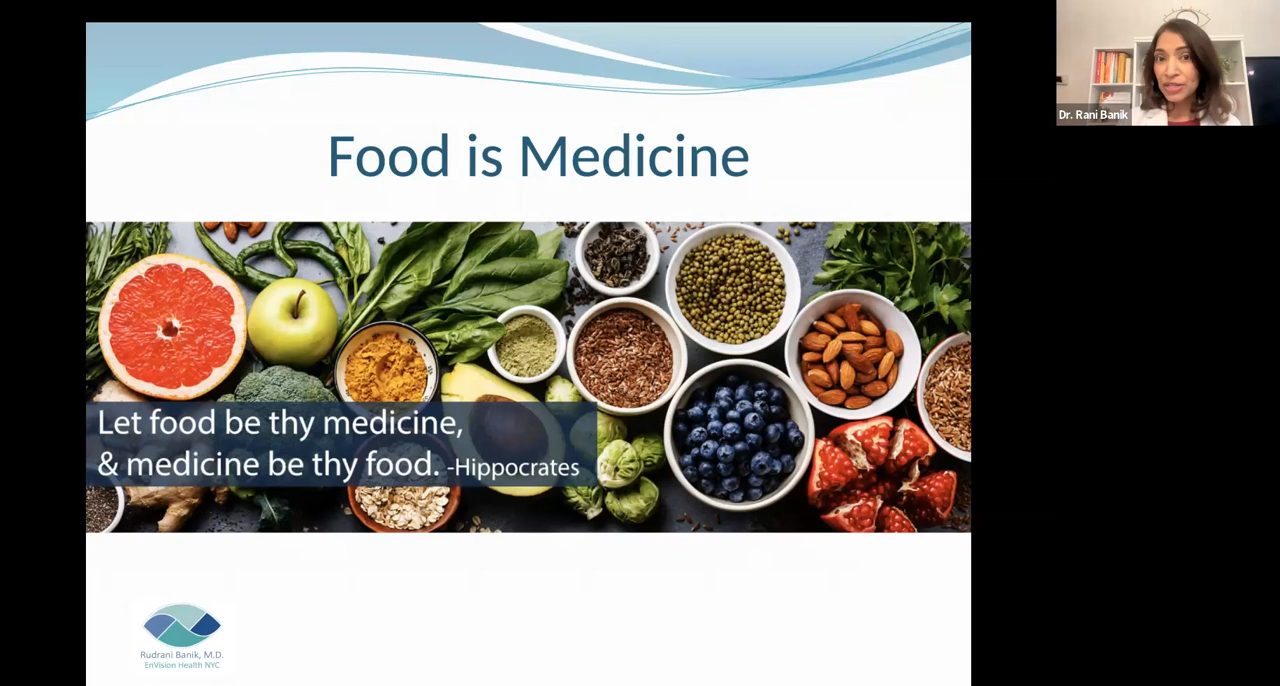 Food is Medicine
Let food be thy medicine,
& medicine be thy food. -Hippocrates
Rudrani Banik, M.D.
EnVision Health NYC
Dr. Rani Banik